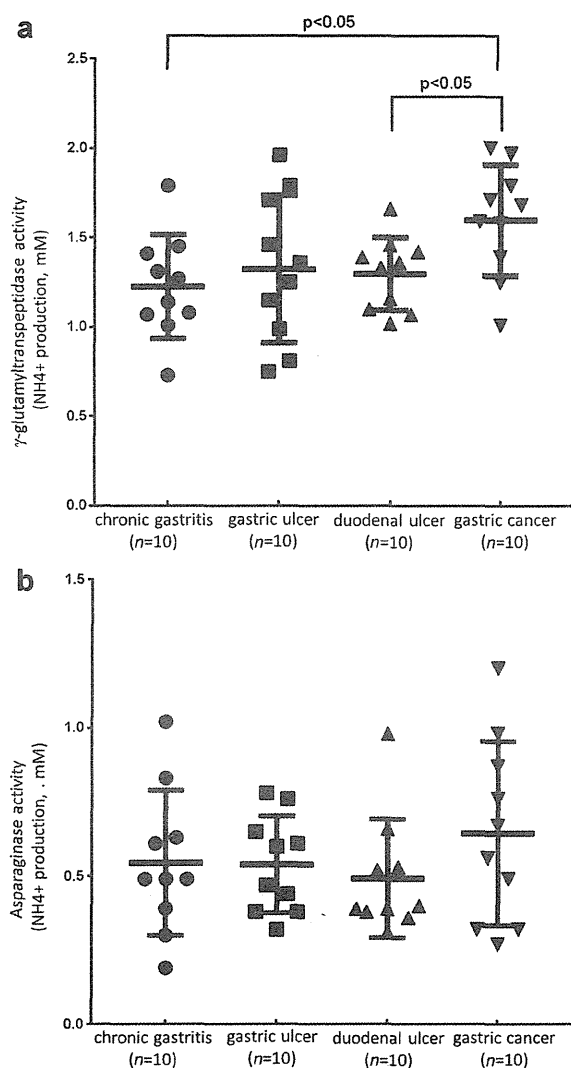 a
p<0.05
p<0.05
γ-glutamyltranspeptidase activity
(NH4+ production, mM)
2.5
2.0
1.5
1.0
0.5
0.0
chronic gastritis gastric ulcer duodenal ulcer gastric cancer
(n=10) (n=10) (n=10) (n=10)
b
Asparaginase activity
(NH4+ production, . mM)
1.5
1.0
0.5
0.0
chronic gastritis gastric ulcer duodenal ulcer gastric cancer
(n=10) (n=10) (n=10) (n=10)